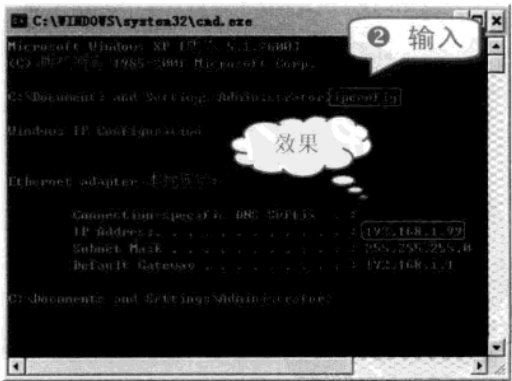 C:\WINDOWS\system32\cmd.exe
❷ 输入
Microsoft Windows XP [版本 5.1.2600]
(C) 版权所有 1985-2001 Microsoft Corp.
C:\Documents and Settings\Administrator>ipconfig
Windows IP Configuration
效果
Ethernet adapter 本地连接:
Connection-specific DNS Suffix . :
IP Address. . . . . . . . . . . . : 192.168.1.99
Subnet Mask . . . . . . . . . . . : 255.255.255.0
Default Gateway . . . . . . . . . : 192.168.1.1
C:\Documents and Settings\Administrator>